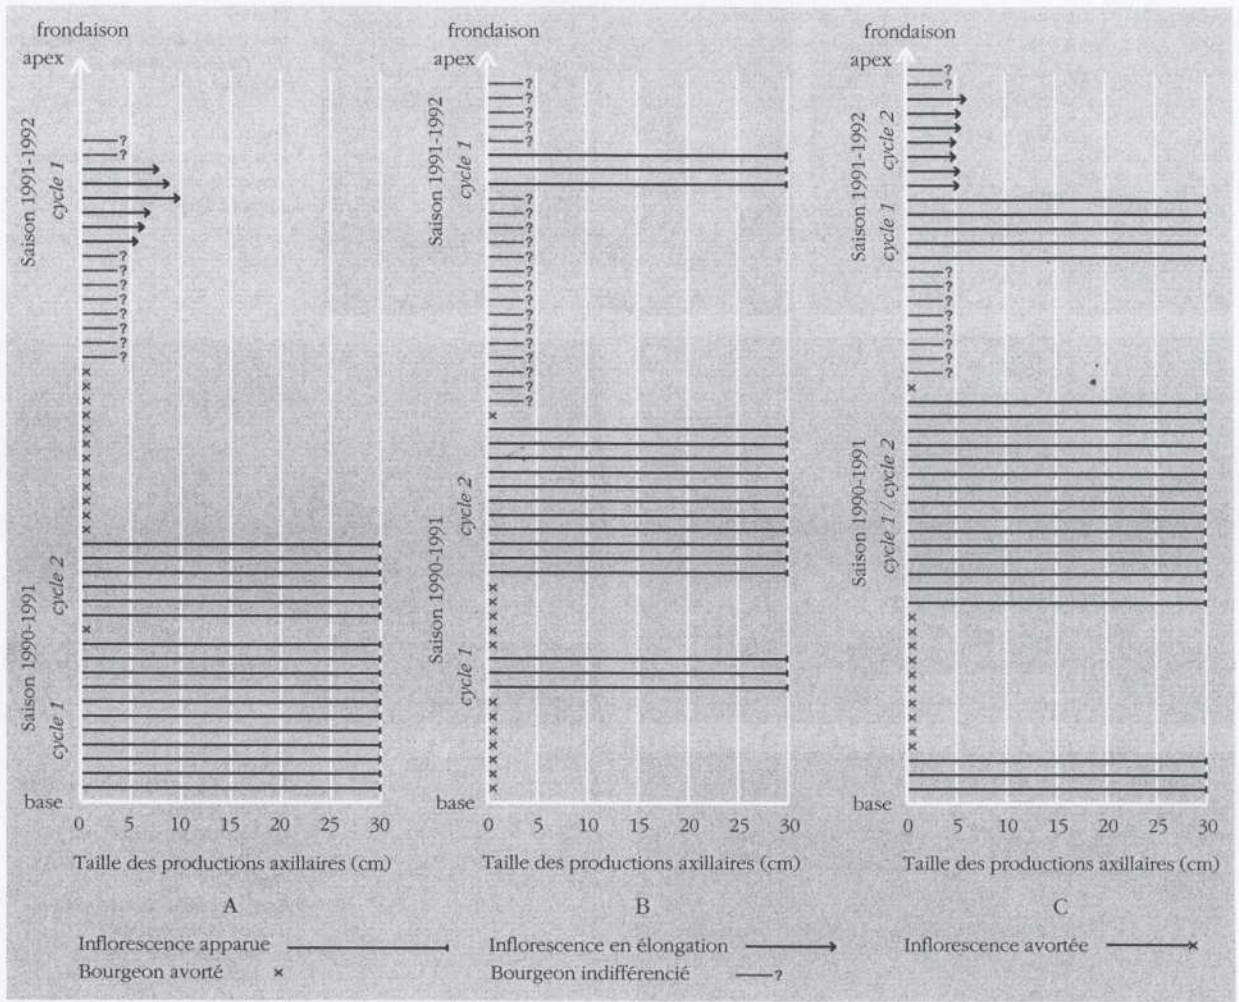 frondaison
apex
Saison 1991-1992
cycle 1
? ? ? ? ? ? ? ? ? ?
× × × × × × × × × × × ×
Saison 1990-1991
cycle 2
×
cycle 1
base
0 5 10 15 20 25 30
Taille des productions axillaires (cm)
A
frondaison
apex
Saison 1991-1992
cycle 1
Saison 1990-1991
cycle 2
cycle 1
base
0 5 10 15 20 25 30
Taille des productions axillaires (cm)
B
frondaison
apex
Saison 1991-1992
cycle 2
cycle 1
Saison 1990-1991
cycle 1 / cycle 2
base
0 5 10 15 20 25 30
Taille des productions axillaires (cm)
C
Inflorescence apparue
Inflorescence en élongation
Inflorescence avortée
Bourgeon avorté ×
Bourgeon indifférencié ?